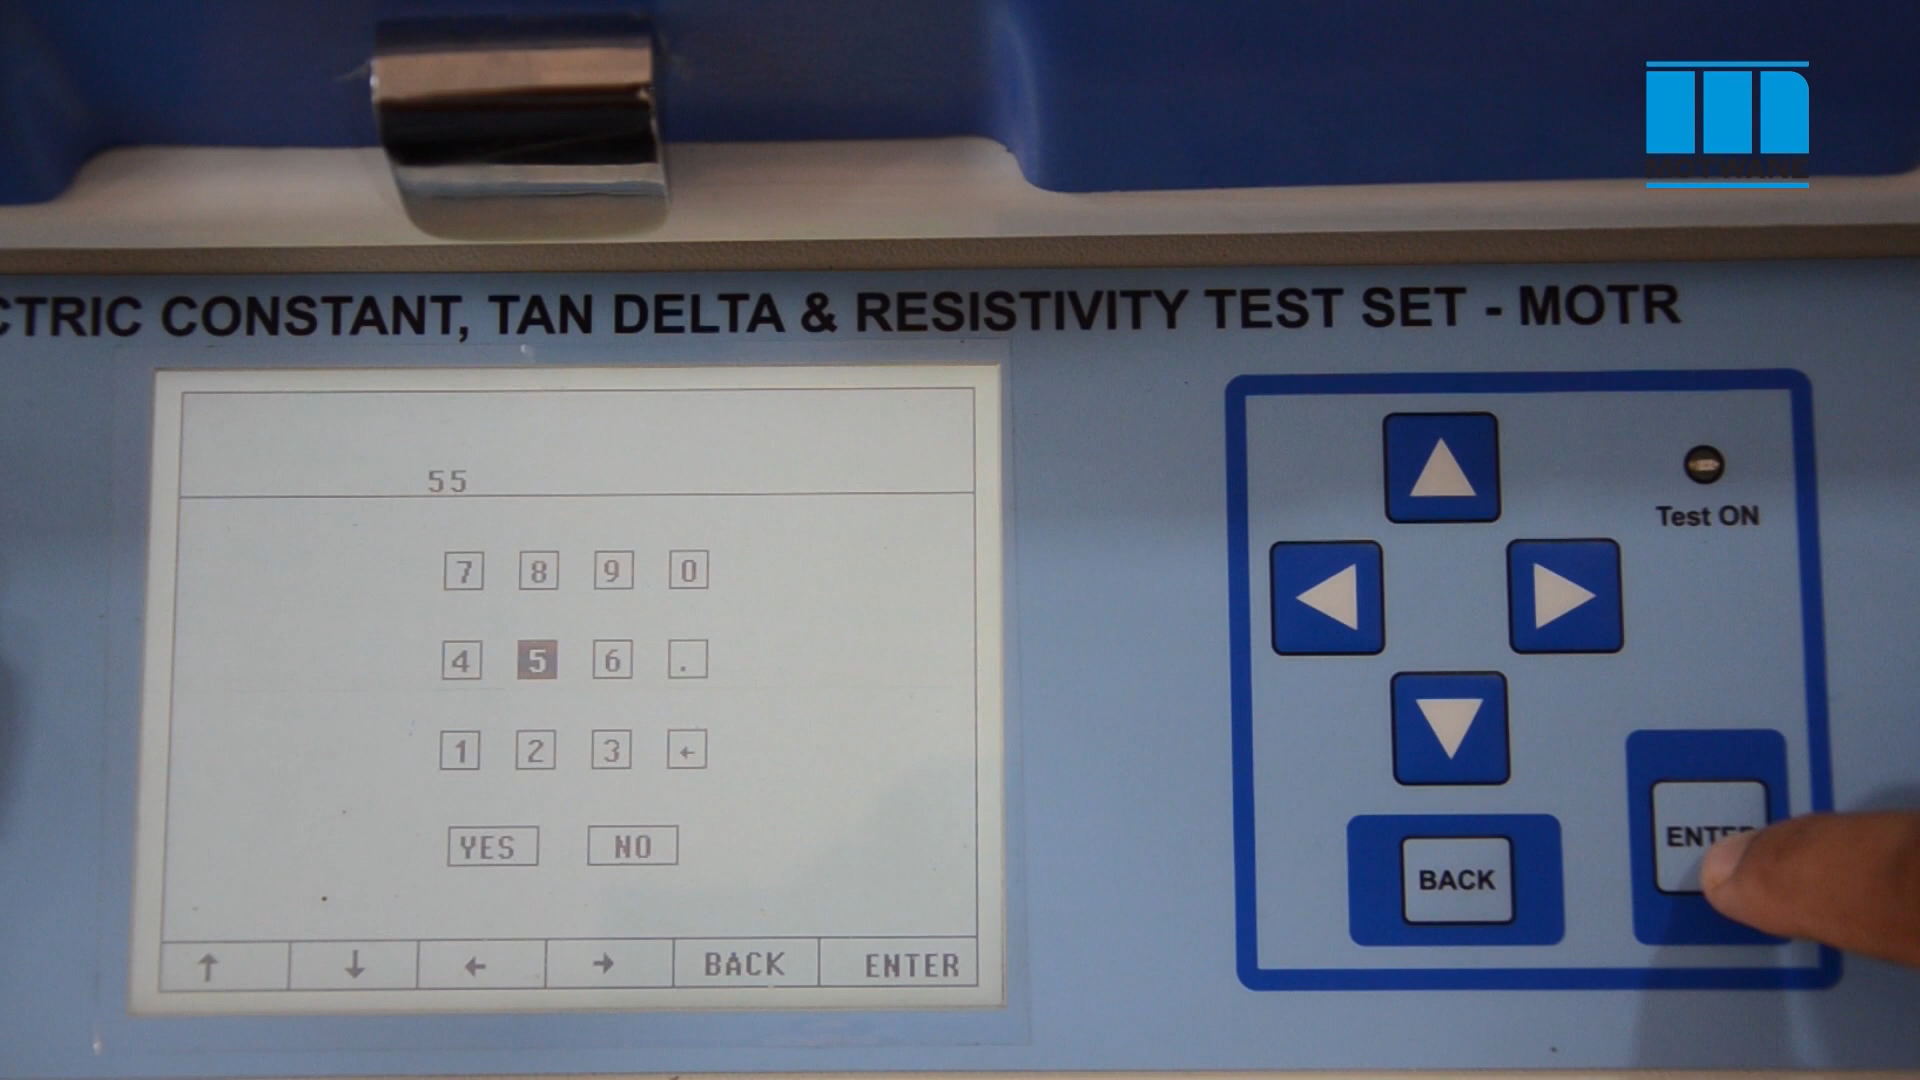 CTRIC CONSTANT, TAN DELTA & RESISTIVITY TEST SET - MOTR
55
7 8 9 0
4 5 6 .
1 2 3 ←
YES NO
↑ ↓ ← → BACK ENTER
Test ON
BACK
ENTER